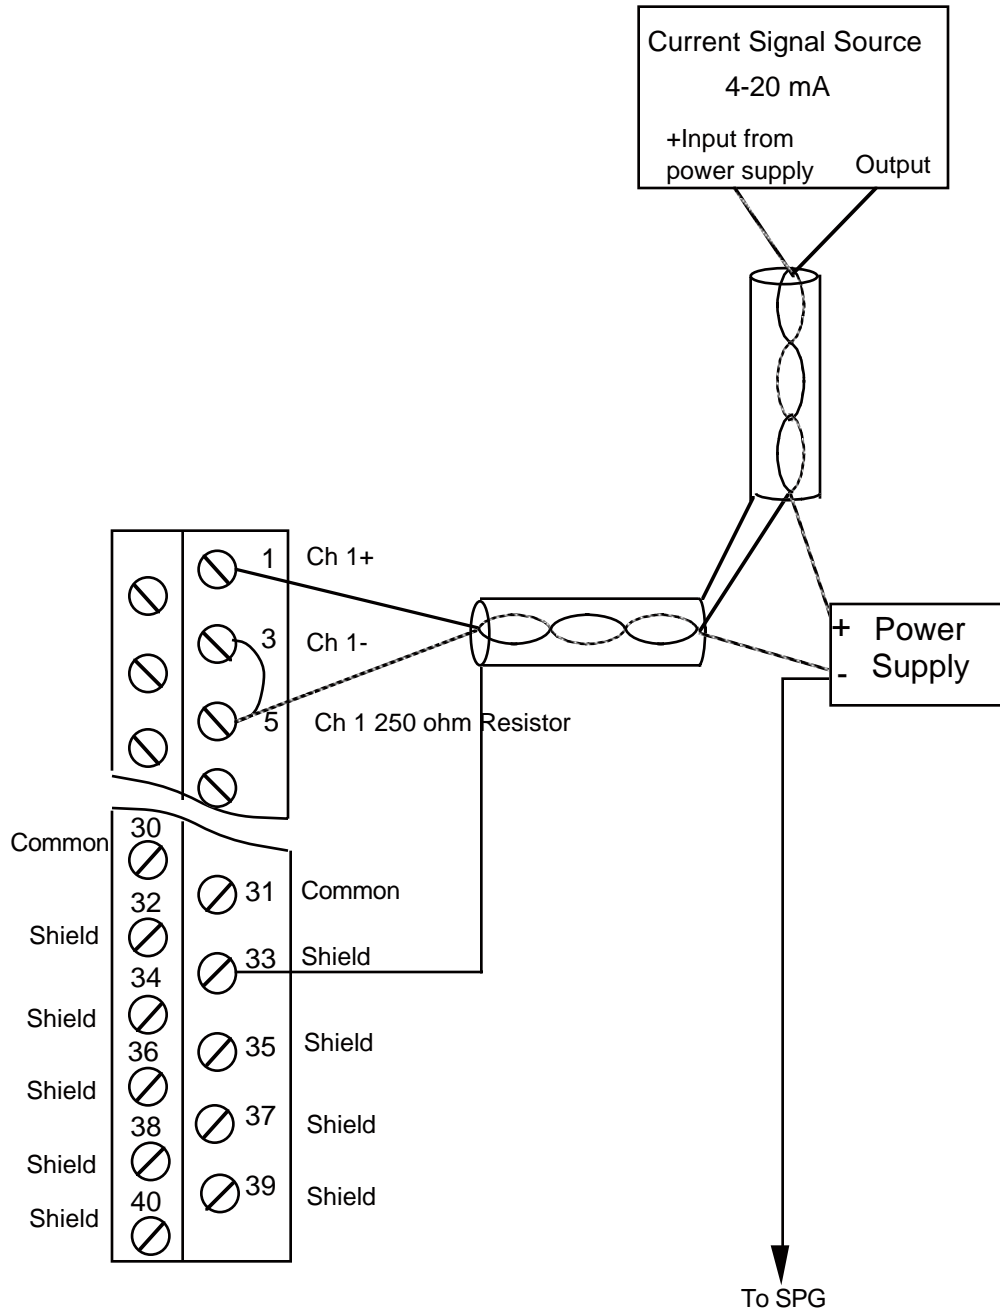 Current Signal Source
4-20 mA
+Input from
power supply
Output
1 Ch 1+
3 Ch 1-
5 Ch 1 250 ohm Resistor
+ Power
Supply
-
30
Common
31 Common
32
Shield
33 Shield
34
Shield
35 Shield
36
Shield
37 Shield
38
Shield
39 Shield
40
Shield
To SPG